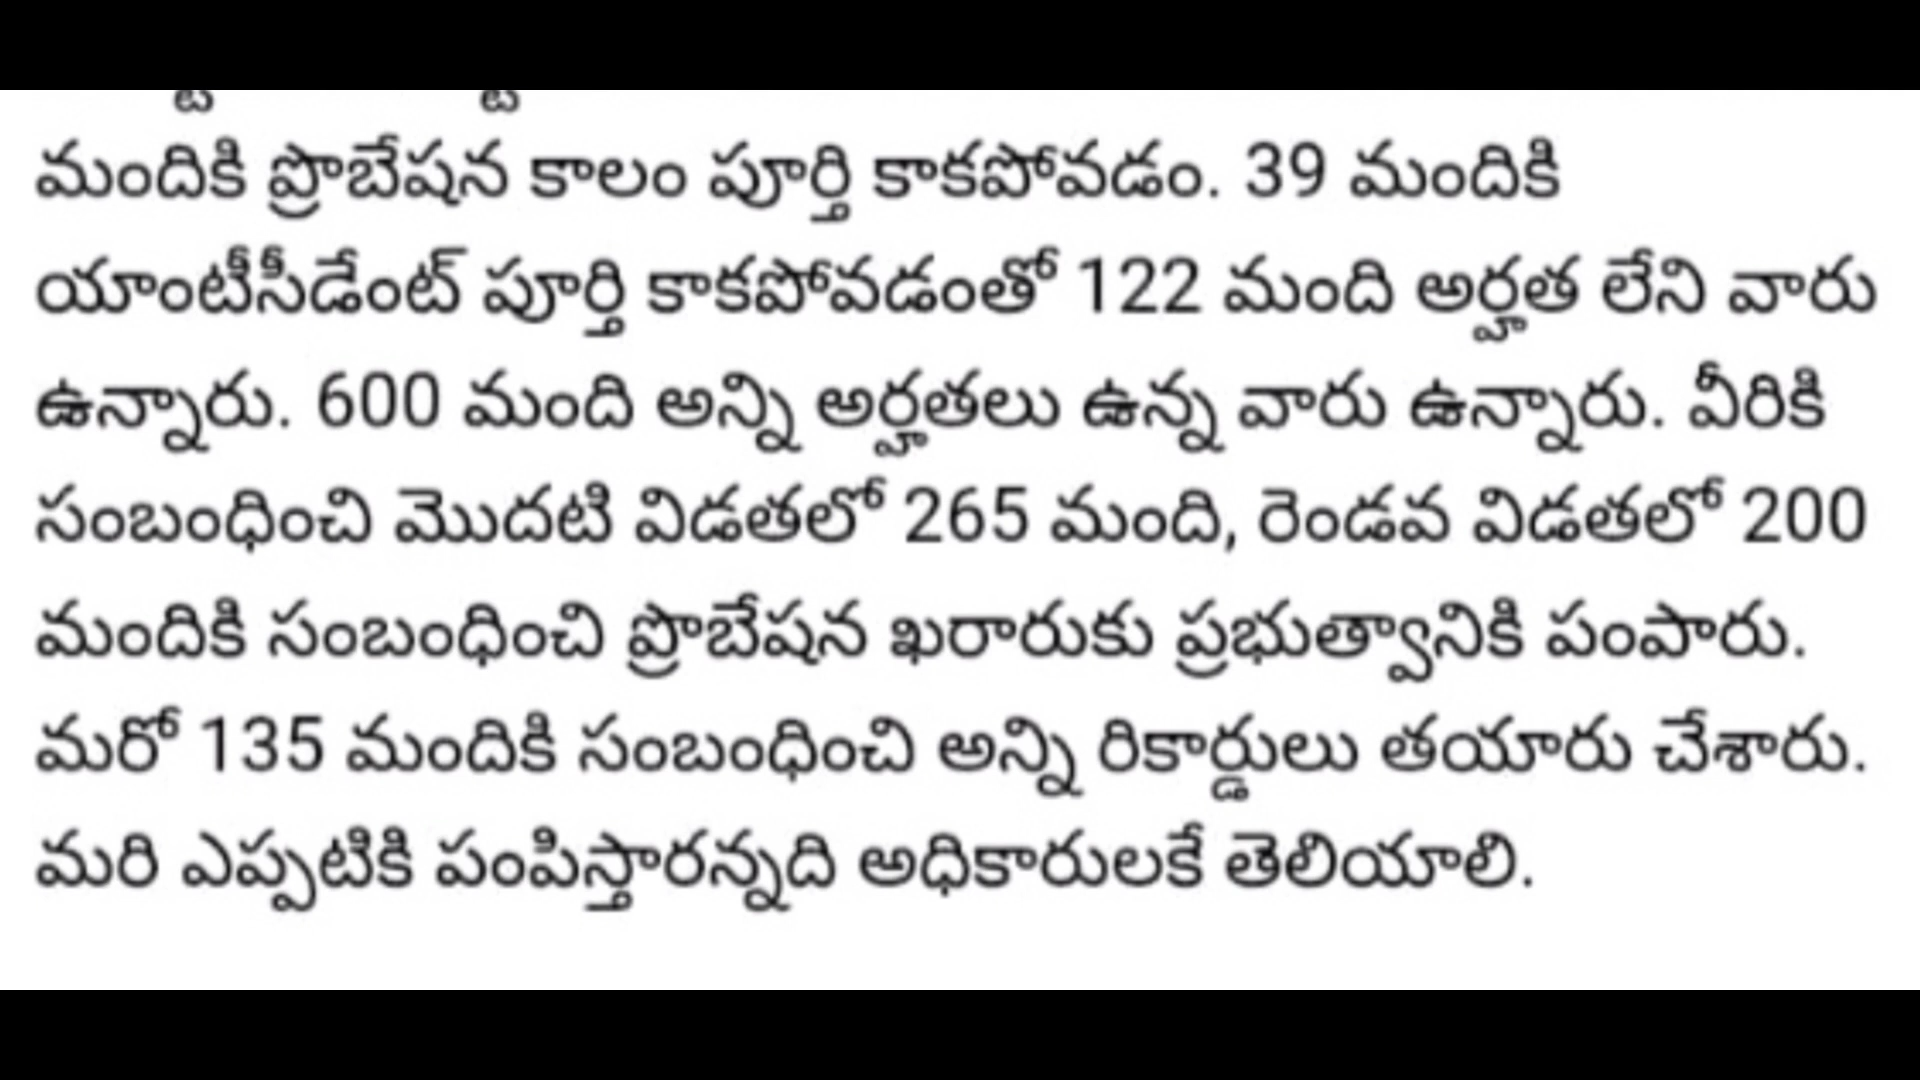 మందికి ప్రొబేషన కాలం పూర్తి కాకపోవడం. 39 మందికి
యాంటీసీడేంట్ పూర్తి కాకపోవడంతో 122 మంది అర్హత లేని వారు
ఉన్నారు. 600 మంది అన్ని అర్హతలు ఉన్న వారు ఉన్నారు. వీరికి
సంబంధించి మొదటి విడతలో 265 మంది, రెండవ విడతలో 200
మందికి సంబంధించి ప్రొబేషన ఖరారుకు ప్రభుత్వానికి పంపారు.
మరో 135 మందికి సంబంధించి అన్ని రికార్డులు తయారు చేశారు.
మరి ఎప్పటికి పంపిస్తారన్నది అధికారులకే తెలియాలి.